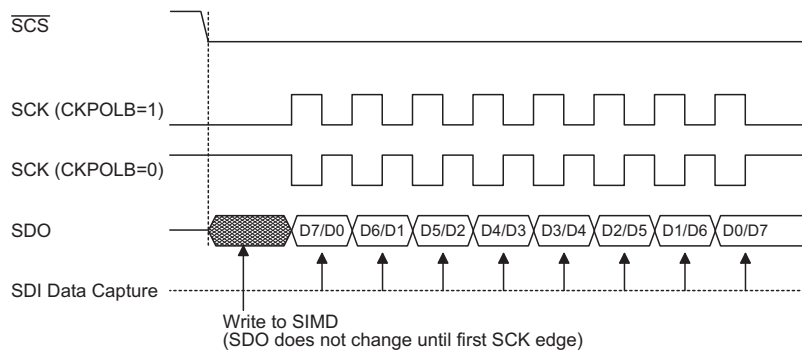 SCS
SCK (CKPOLB=1)
SCK (CKPOLB=0)
SDO D7/D0 D6/D1 D5/D2 D4/D3 D3/D4 D2/D5 D1/D6 D0/D7
SDI Data Capture
Write to SIMD
(SDO does not change until first SCK edge)